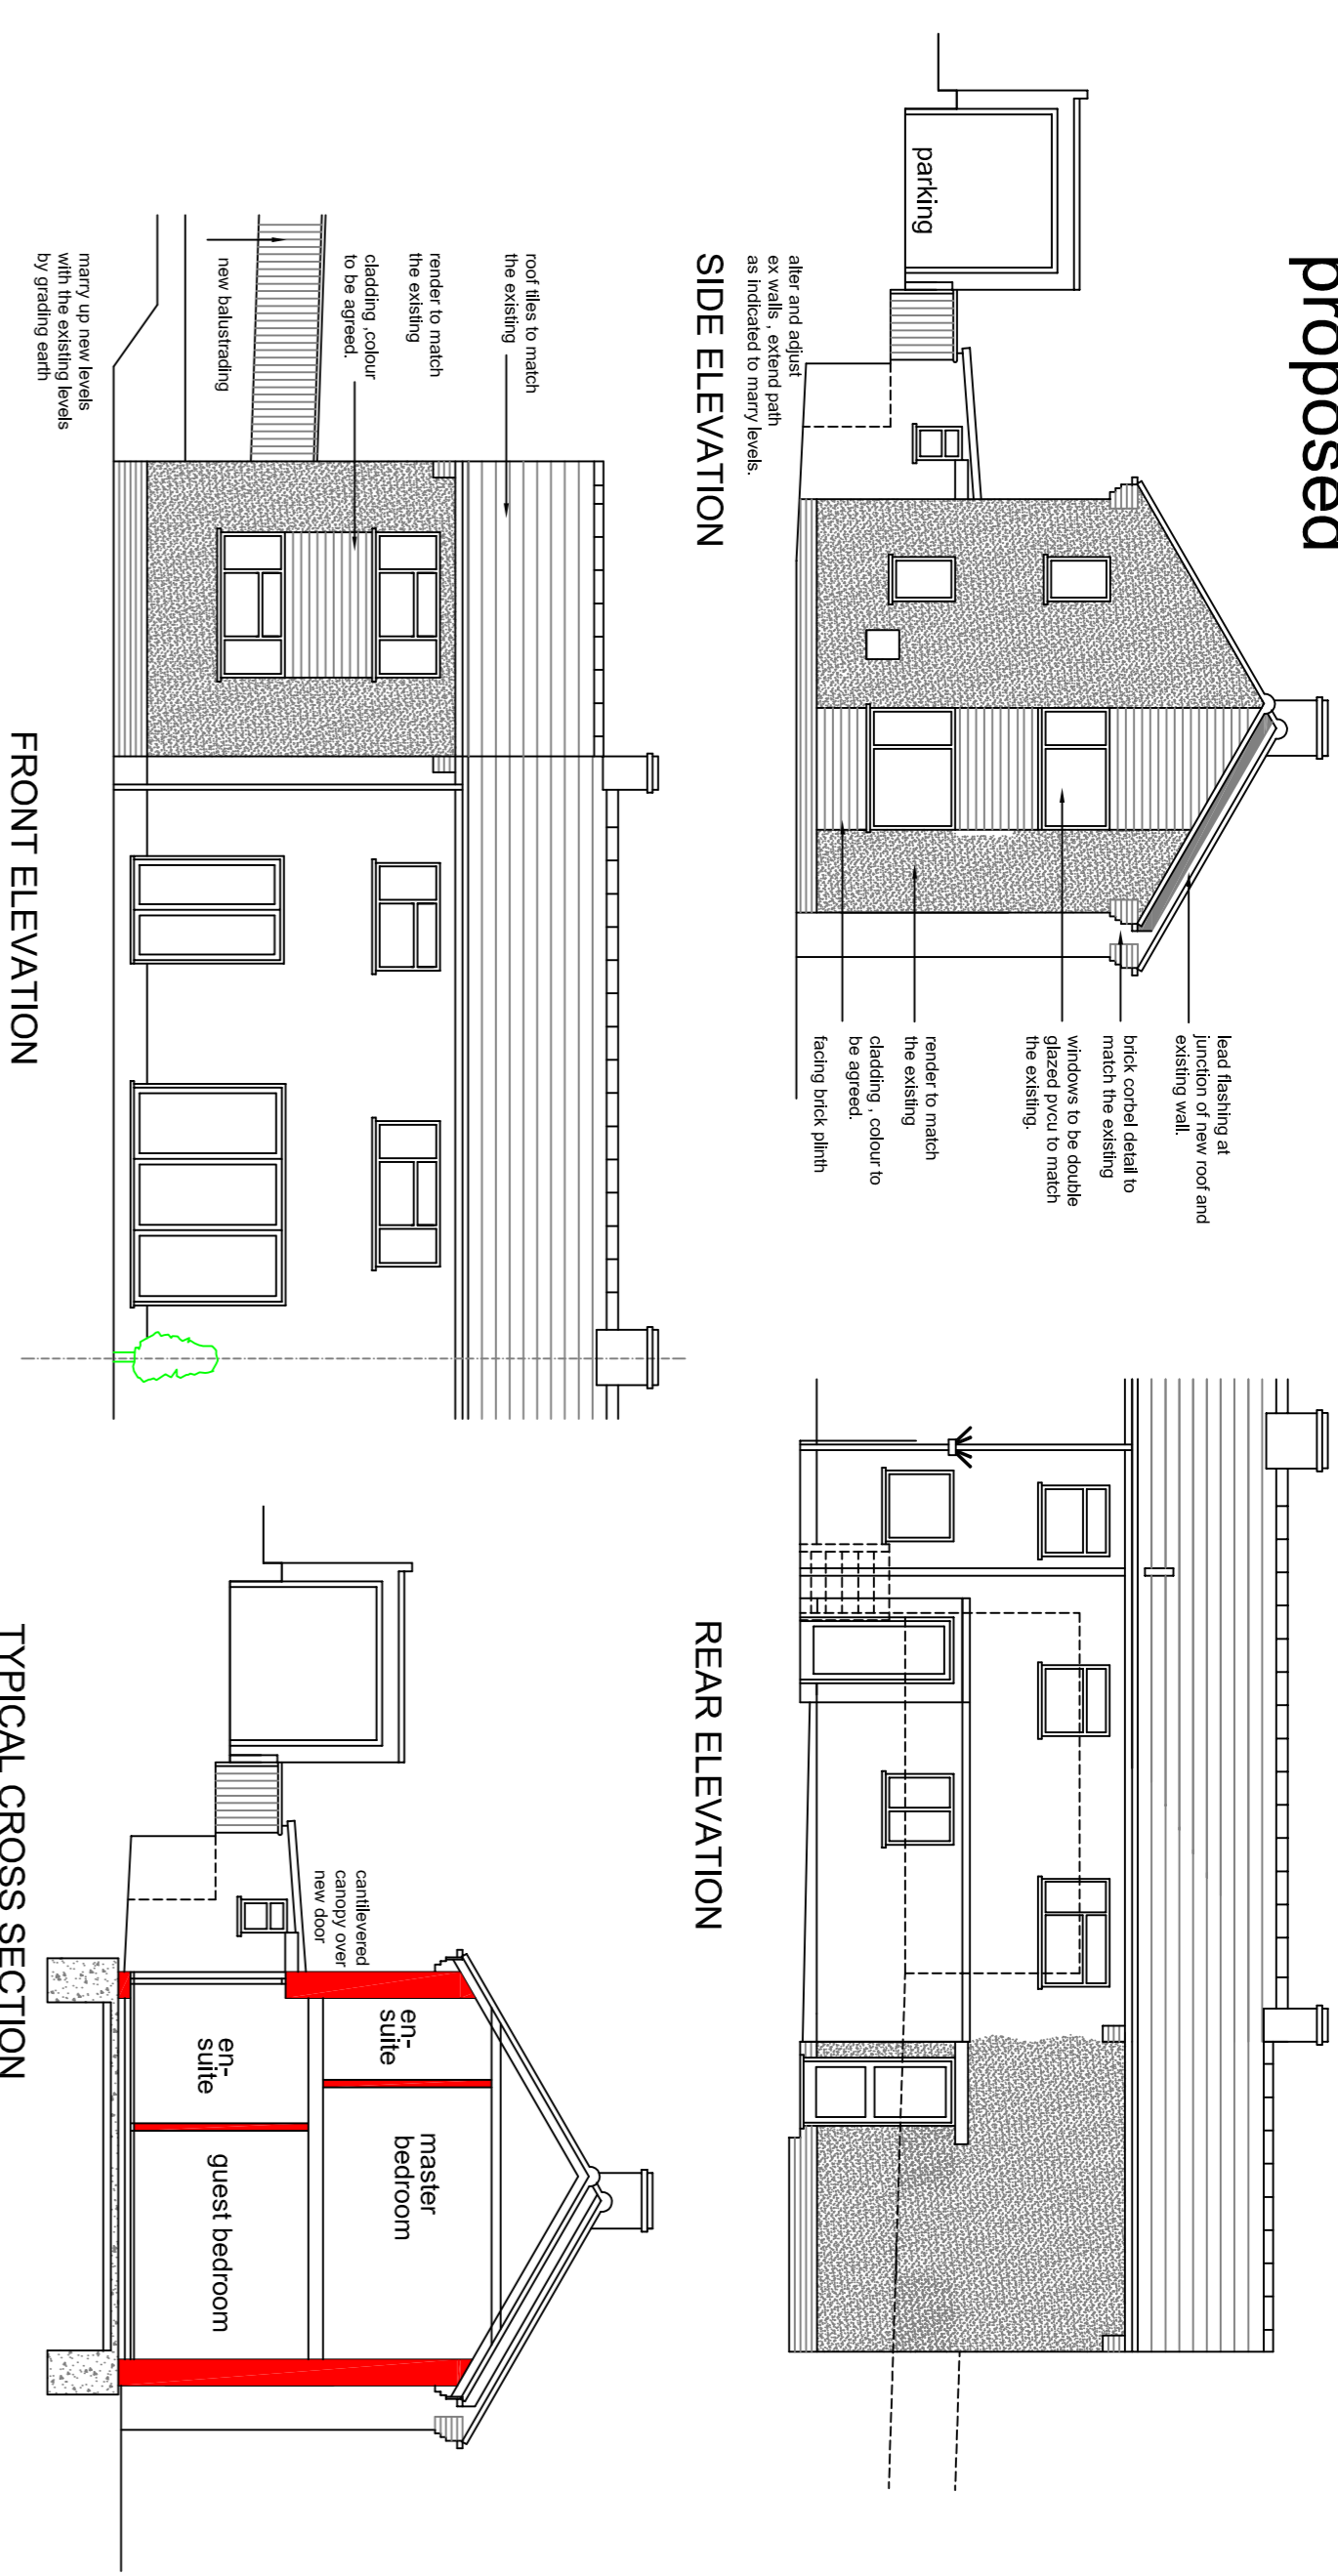 proposed
parking
alter and adjust
ex walls , extend path
as indicated to marry levels.
SIDE ELEVATION
lead flashing at
junction of new roof and
existing wall.
brick corbel detail to
match the existing
windows to be double
glazed pvcu to match
the existing.
render to match
the existing
cladding , colour to
be agreed.
facing brick plinth
REAR ELEVATION
roof tiles to match
the existing
render to match
the existing
cladding ,colour
to be agreed.
new balustrading
marry up new levels
with the existing levels
by grading earth
FRONT ELEVATION
cantilevered
canopy over
new door
en-
suite
master
bedroom
en-
suite
guest bedroom
TYPICAL CROSS SECTION